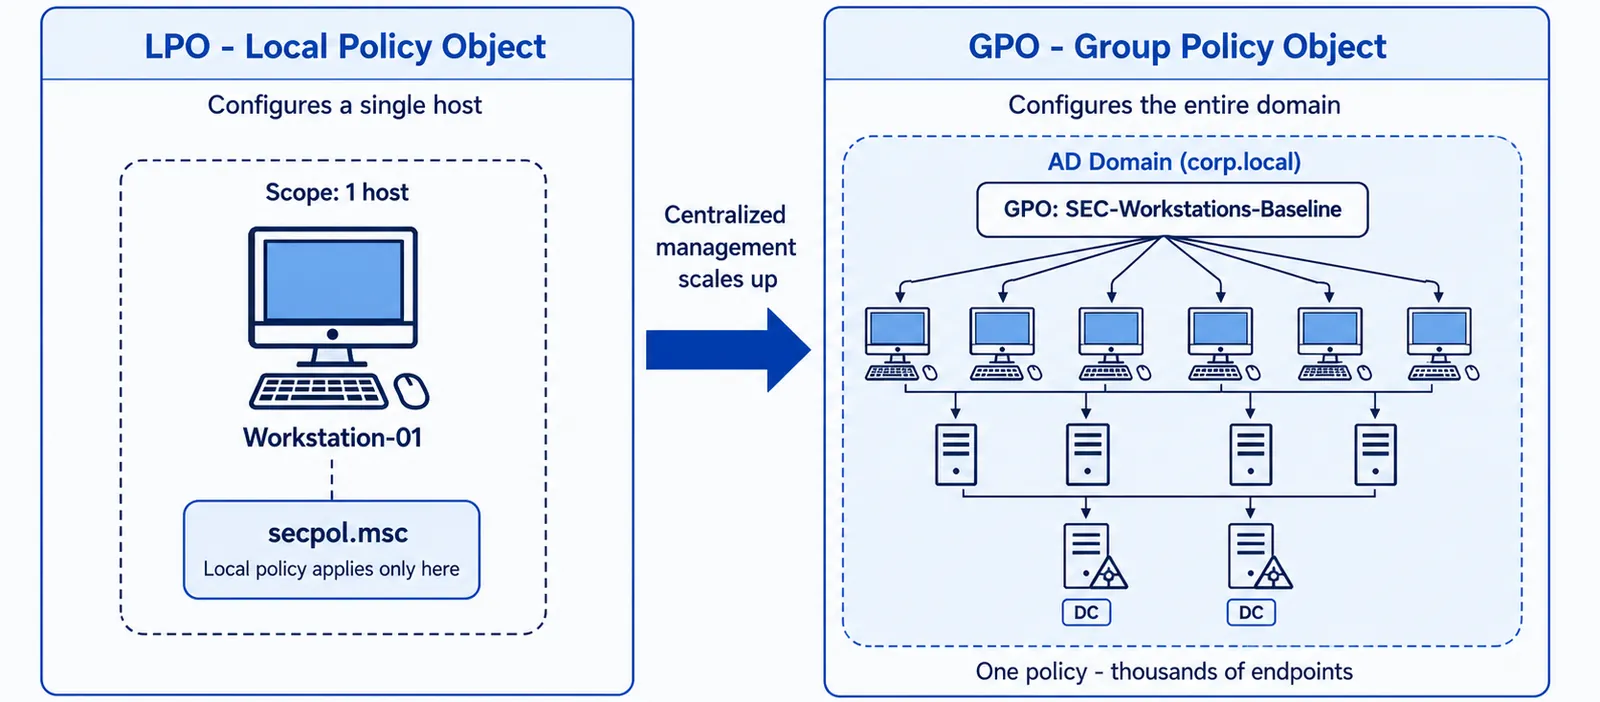 LPO - Local Policy Object
Configures a single host
Scope: 1 host
Workstation-01
secpol.msc
Local policy applies only here
Centralized
management
scales up
GPO - Group Policy Object
Configures the entire domain
AD Domain (corp.local)
GPO: SEC-Workstations-Baseline
DC
DC
One policy - thousands of endpoints